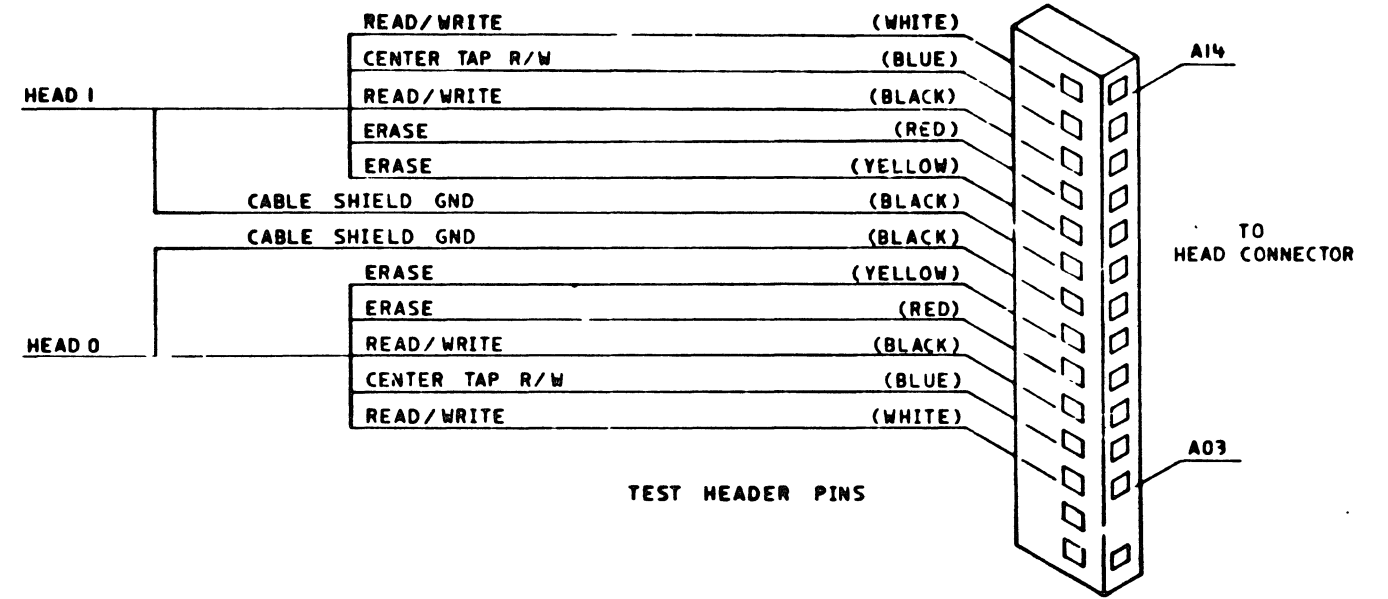 READ/WRITE (WHITE)
A14
CENTER TAP R/W (BLUE)
HEAD 1
READ/WRITE (BLACK)
ERASE (RED)
ERASE (YELLOW)
CABLE SHIELD GND (BLACK)
CABLE SHIELD GND (BLACK)
TO
HEAD CONNECTOR
ERASE (YELLOW)
ERASE (RED)
HEAD 0
READ/WRITE (BLACK)
CENTER TAP R/W (BLUE)
READ/WRITE (WHITE)
A03
TEST HEADER PINS